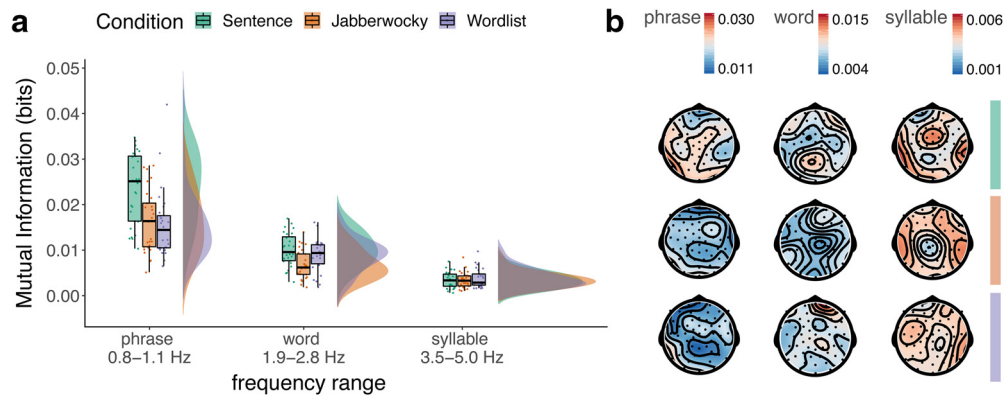 a
Condition Sentence Jabberwocky Wordlist
Mutual Information (bits)
0.05
0.04
0.03
0.02
0.01
0.00
phrase word syllable
0.8–1.1 Hz 1.9–2.8 Hz 3.5–5.0 Hz
frequency range
b
phrase 0.030 word 0.015 syllable 0.006
0.011 0.004 0.001